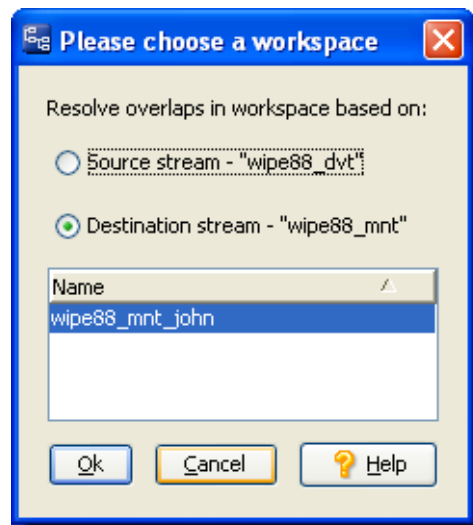 Please choose a workspace
Resolve overlaps in workspace based on:
Source stream - "wipe88_dvt"
Destination stream - "wipe88_mnt"
Name
wipe88_mnt_john
Ok Cancel Help